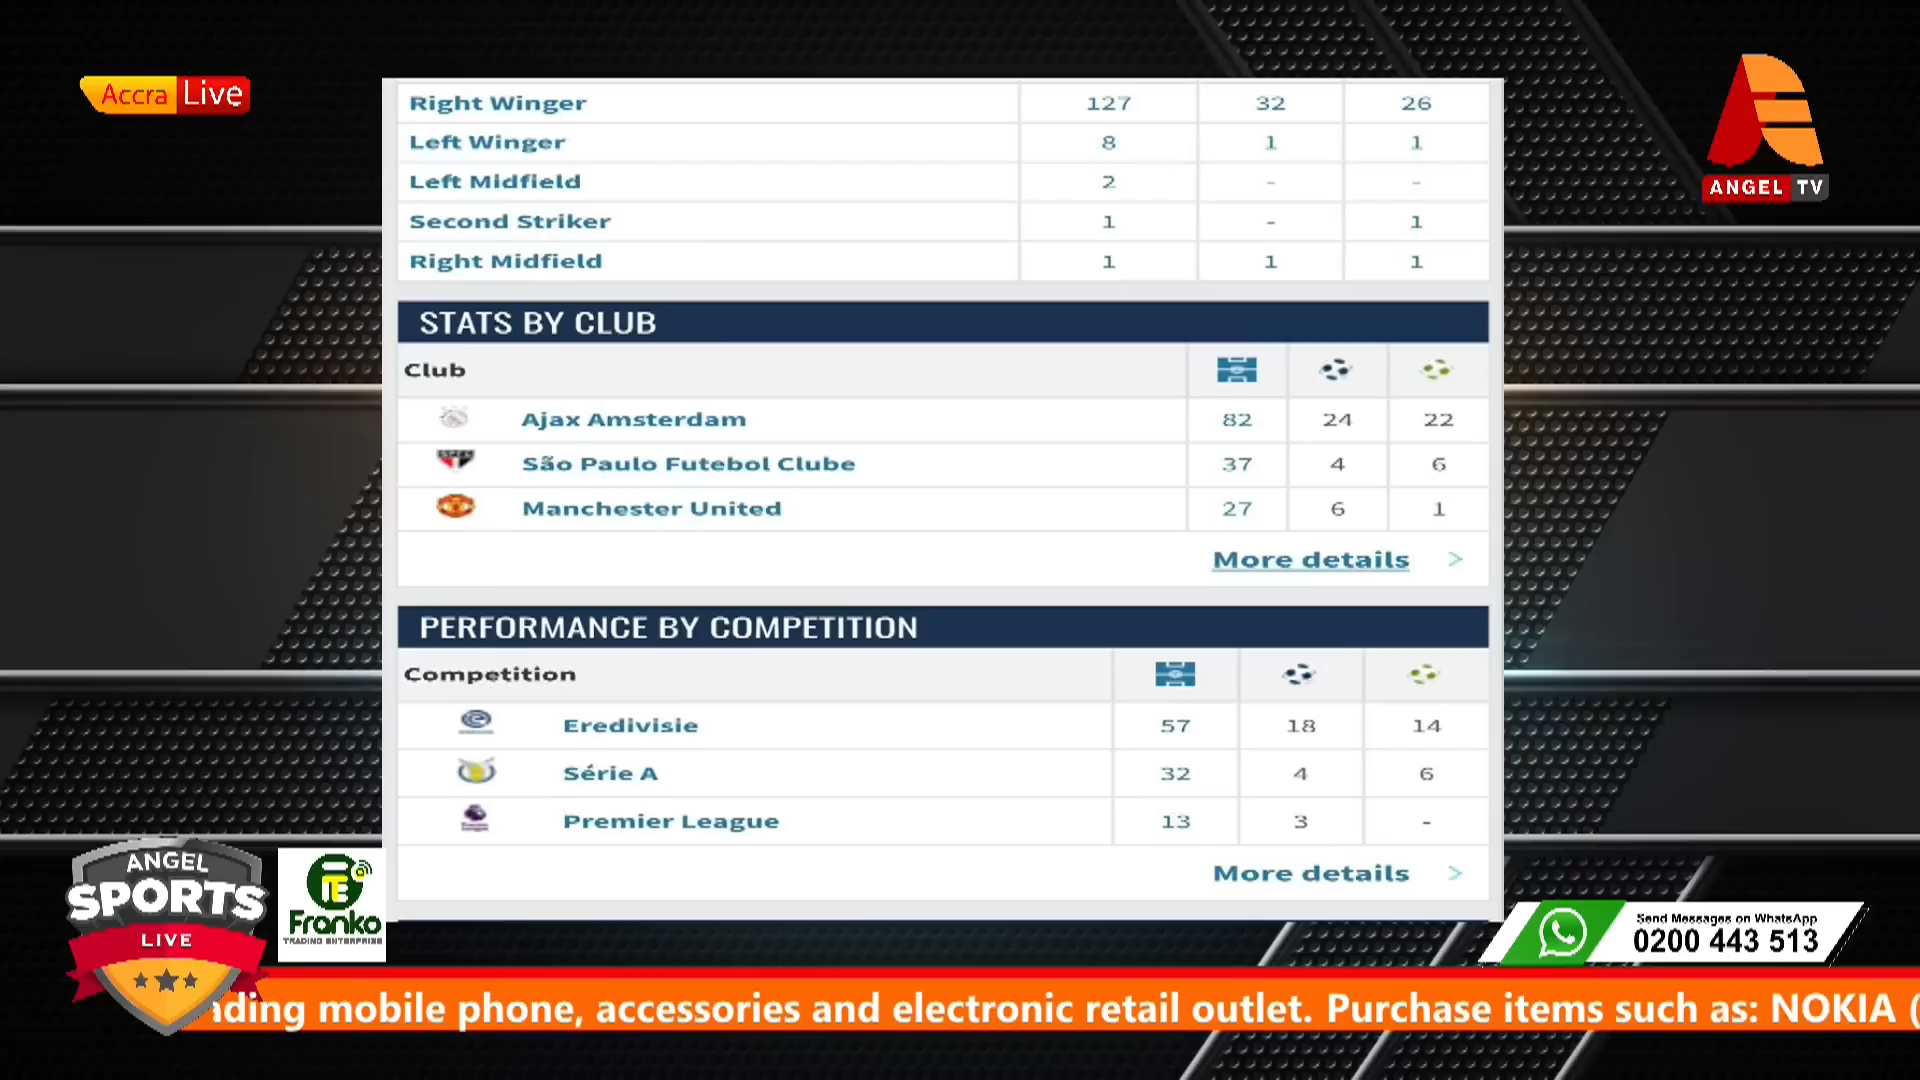 Accra Live
ANGEL TV
Right Winger 127 32 26
Left Winger 8 1 1
Left Midfield 2 - -
Second Striker 1 - 1
Right Midfield 1 1 1
STATS BY CLUB
Club
Ajax Amsterdam 82 24 22
São Paulo Futebol Clube 37 4 6
Manchester United 27 6 1
More details >
PERFORMANCE BY COMPETITION
Competition
Eredivisie 57 18 14
Série A 32 4 6
Premier League 13 3 -
More details >
ANGEL
SPORTS
LIVE
Franko
TRADING ENTERPRISE
Send Messages on WhatsApp
0200 443 513
ading mobile phone, accessories and electronic retail outlet. Purchase items such as: NOKIA (